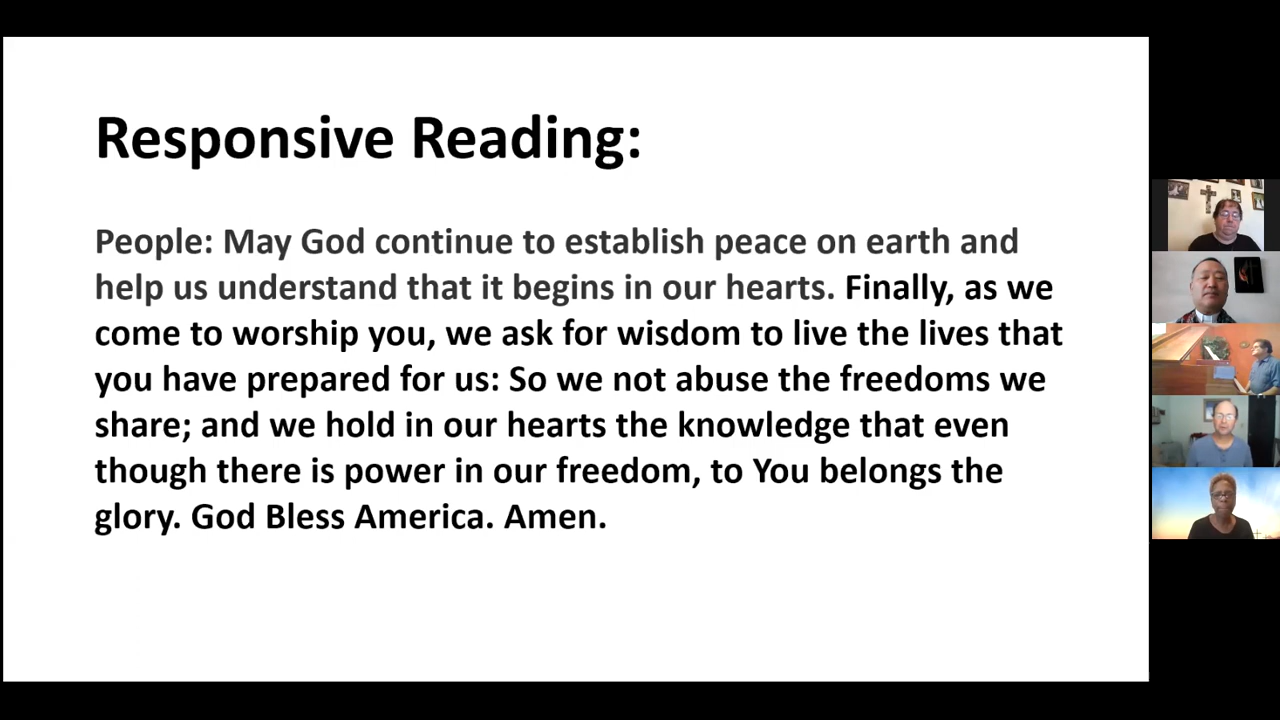 Responsive Reading:
People: May God continue to establish peace on earth and
help us understand that it begins in our hearts. Finally, as we
come to worship you, we ask for wisdom to live the lives that
you have prepared for us: So we not abuse the freedoms we
share; and we hold in our hearts the knowledge that even
though there is power in our freedom, to You belongs the
glory. God Bless America. Amen.